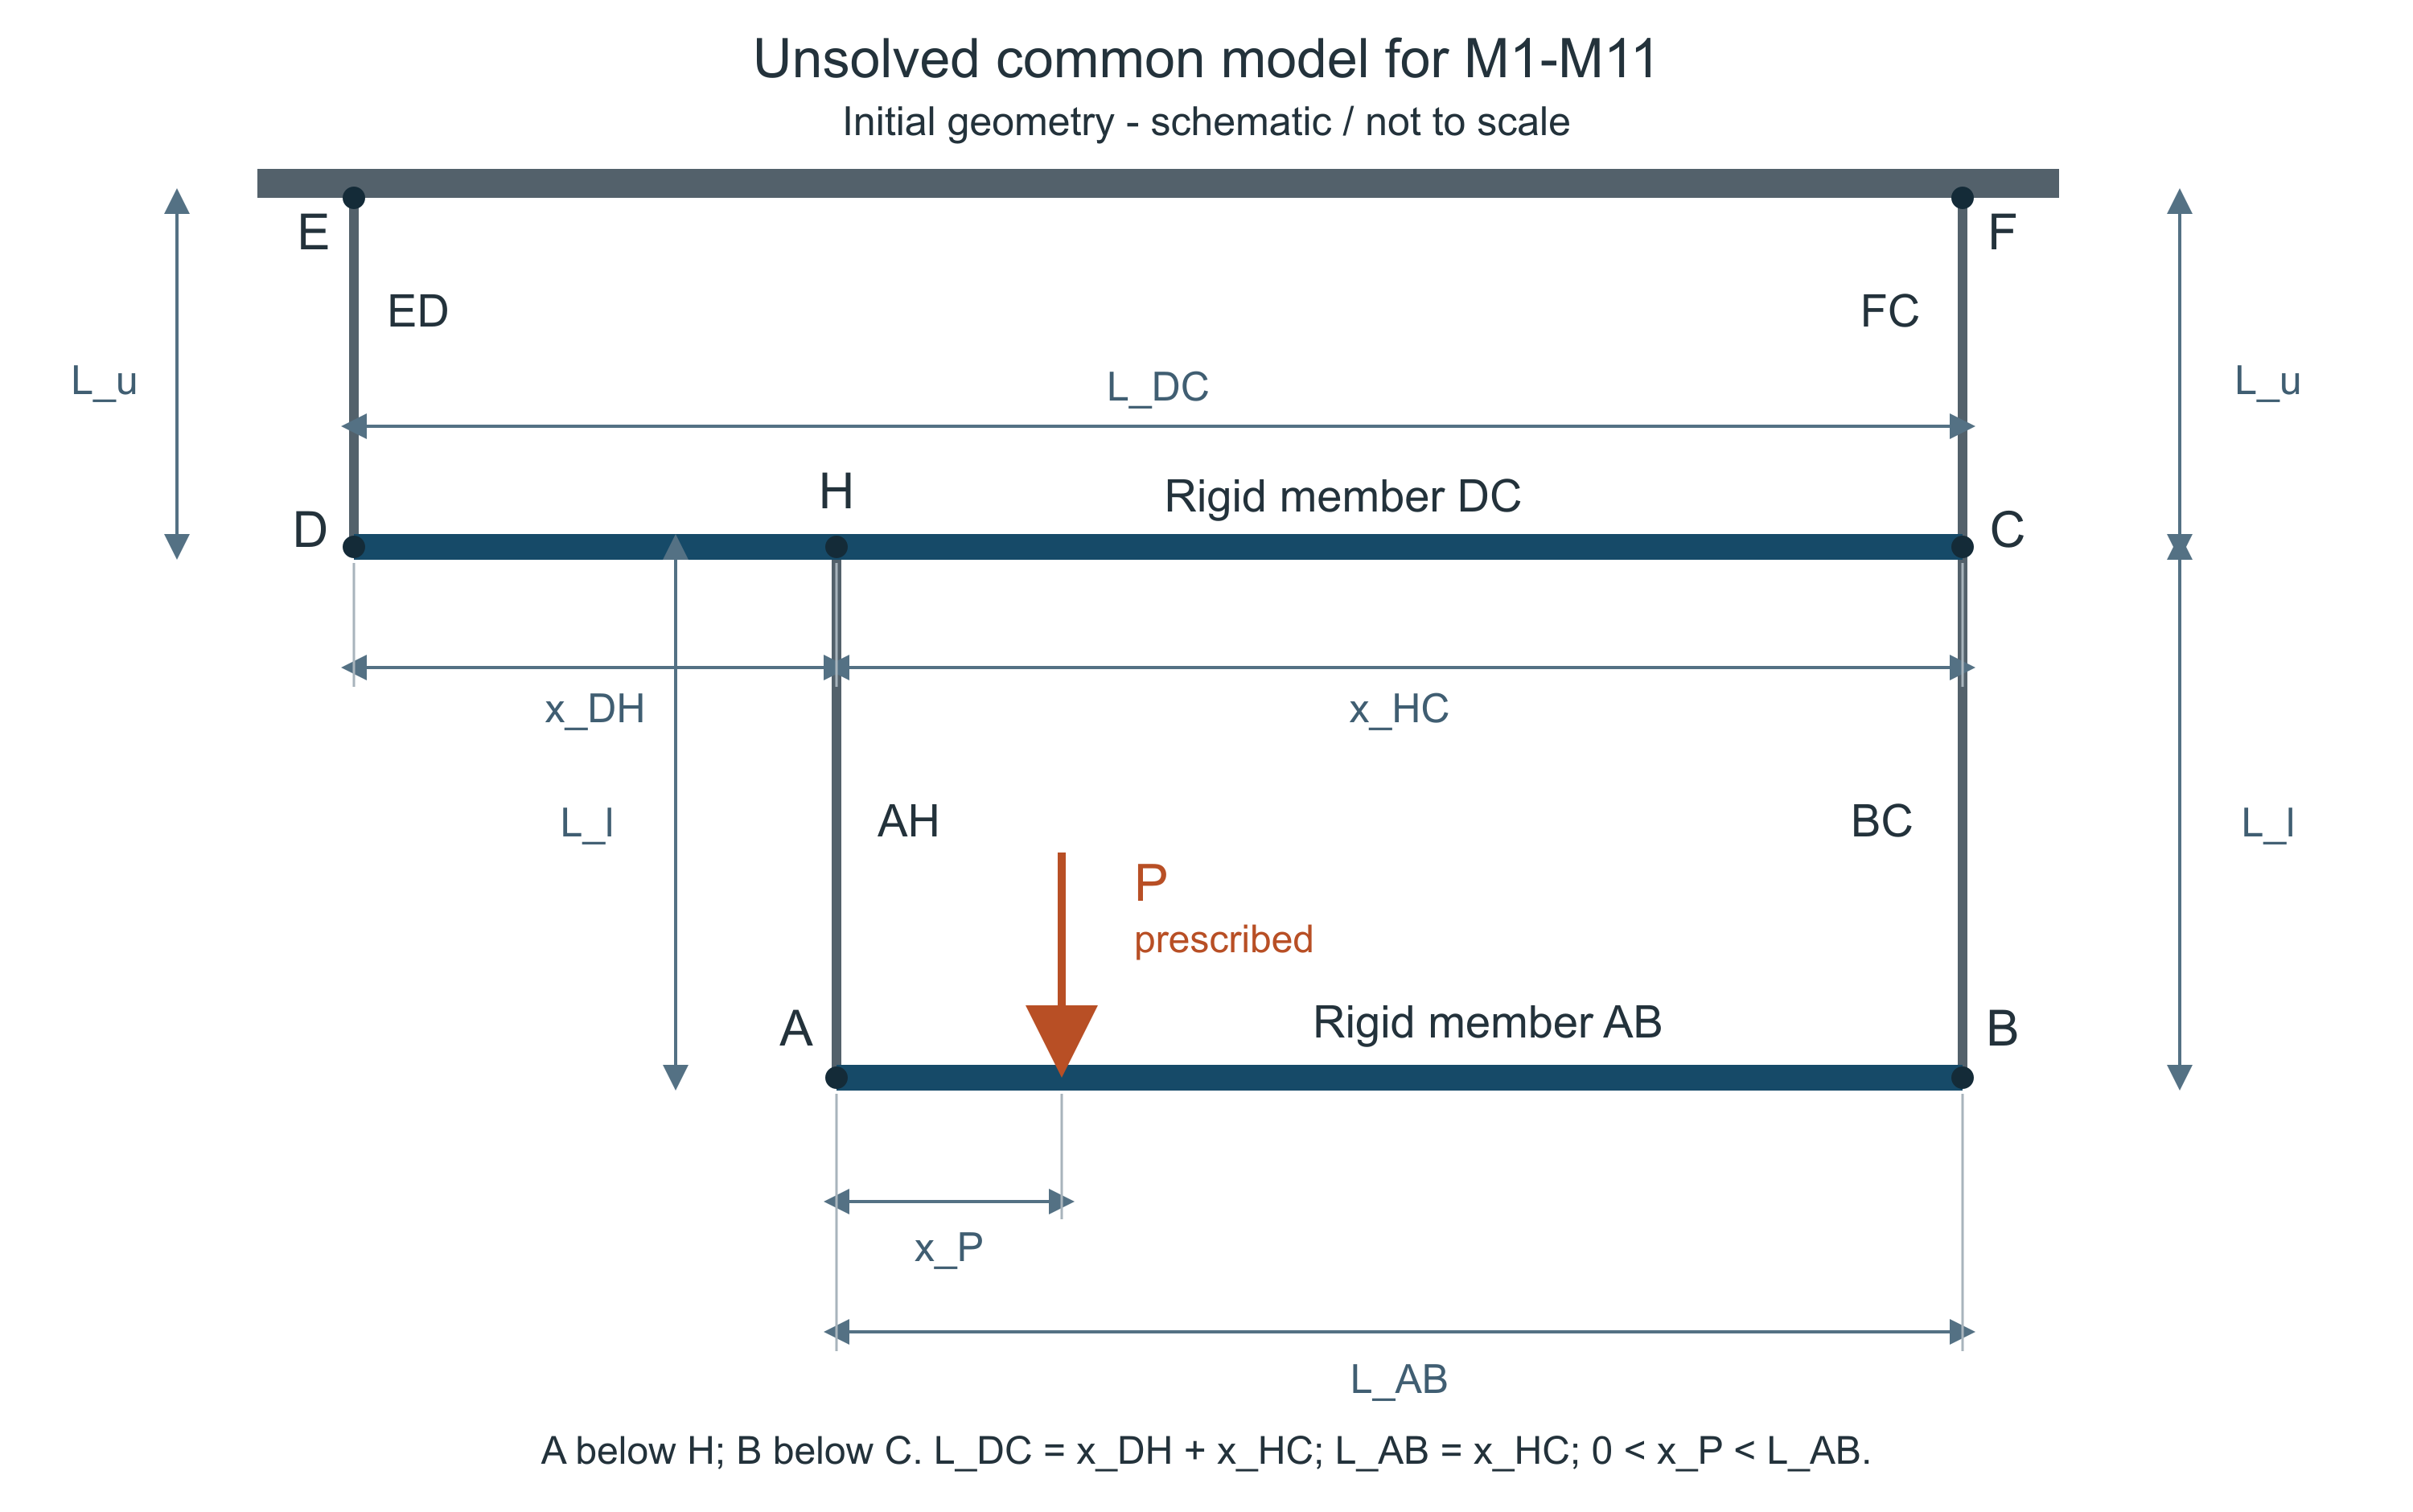 Unsolved common model for M1-M11
Initial geometry - schematic / not to scale
E
F
ED
FC
L_u
L_DC
L_u
H
Rigid member DC
D
C
x_DH
x_HC
L_l
AH
BC
L_l
P
prescribed
A
Rigid member AB
B
x_P
L_AB
A below H; B below C. L_DC = x_DH + x_HC; L_AB = x_HC; 0 < x_P < L_AB.